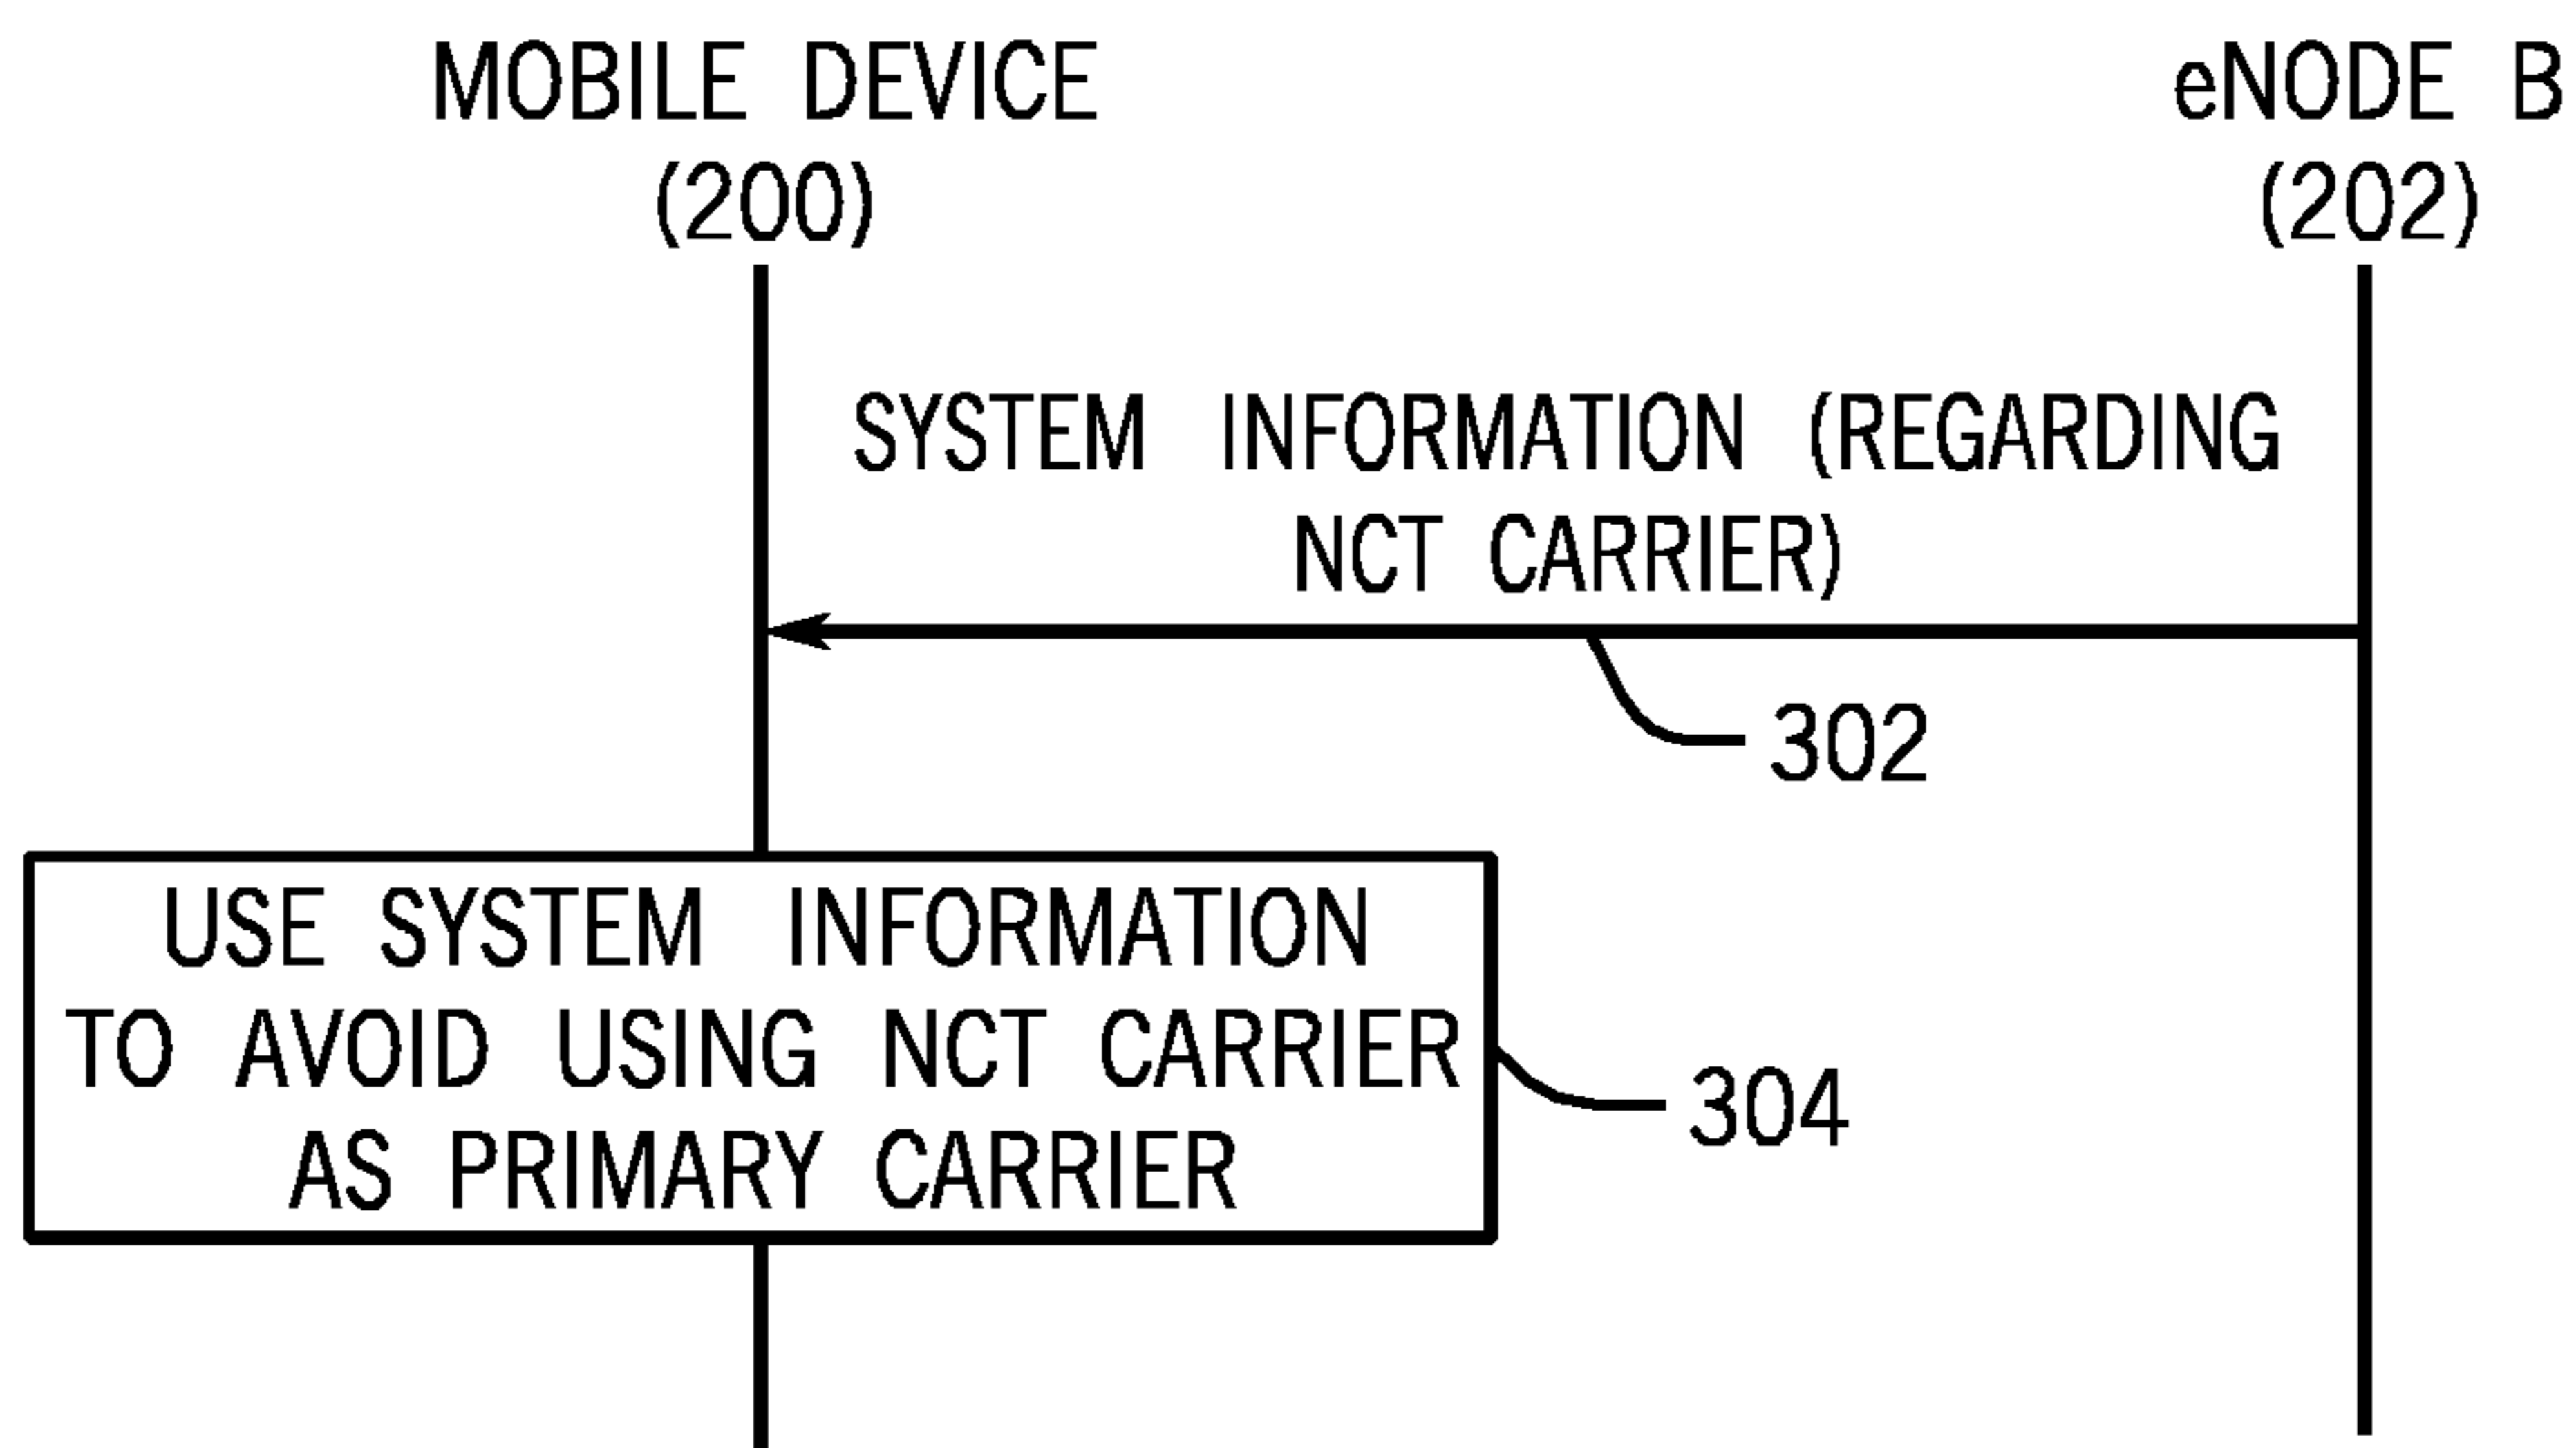 MOBILE DEVICE
(200)
eNODE B
(202)
SYSTEM INFORMATION (REGARDING
NCT CARRIER)
302
USE SYSTEM INFORMATION
TO AVOID USING NCT CARRIER
AS PRIMARY CARRIER
304